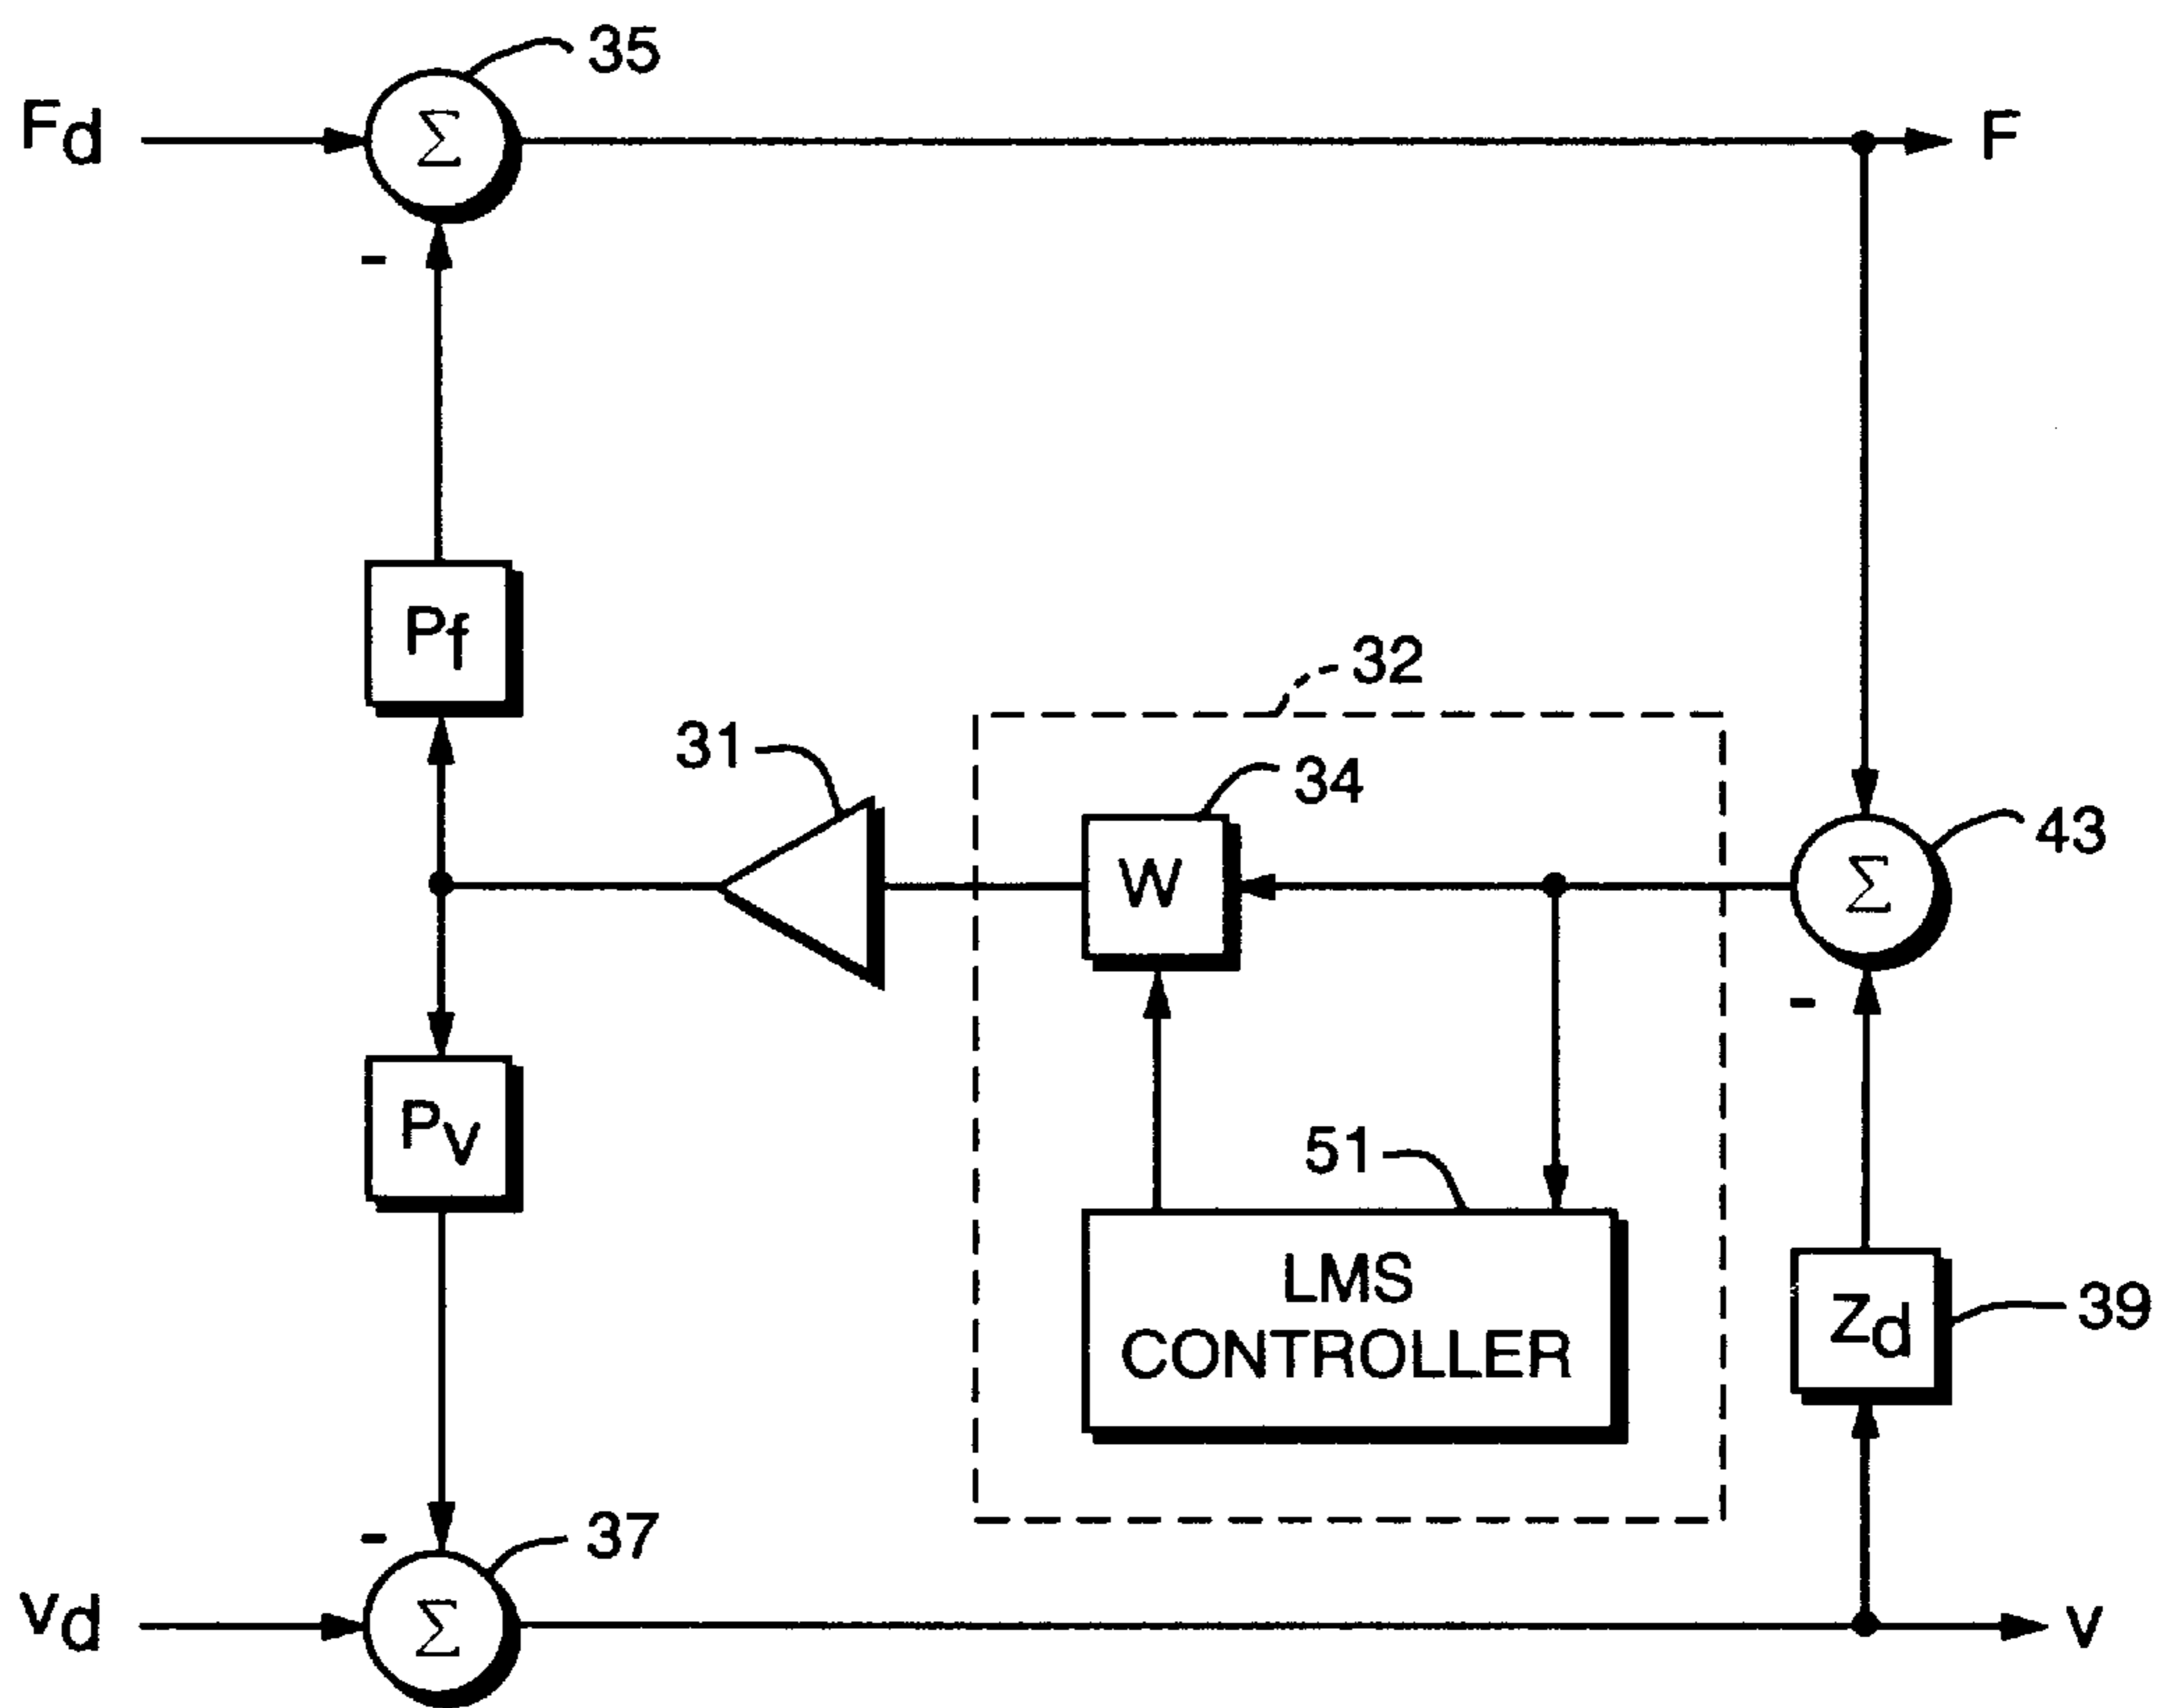 35
Fd
Σ
F
-
Pf
32
31
34
43
W
Σ
-
Pv
51
LMS
CONTROLLER
39
Zd
-
37
vd
Σ
v